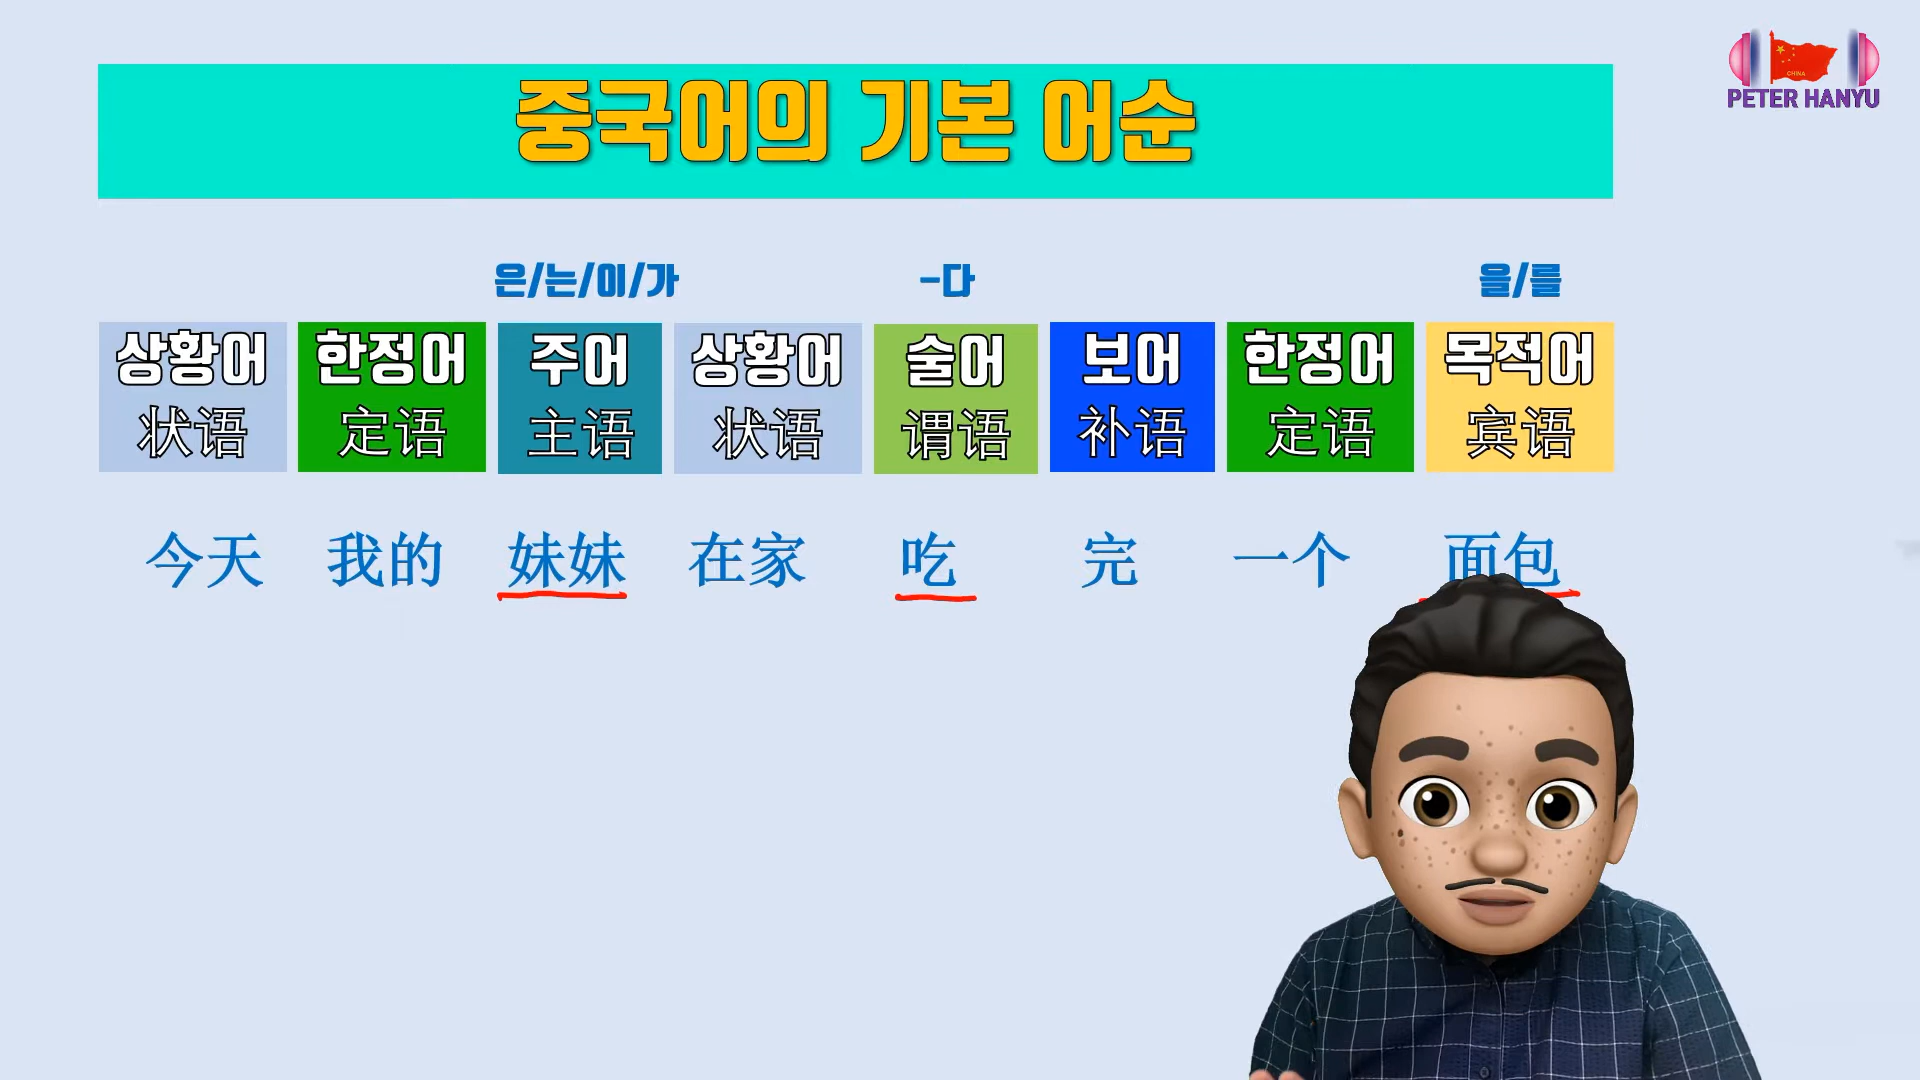 중국어의 기본 어순
CHINA
PETER HANYU
은/는/이/가 -다 을/를
상황어 한정어 주어 상황어 술어 보어 한정어 목적어
状语 定语 主语 状语 谓语 补语 定语 宾语
今天 我的 妹妹 在家 吃 完 一个 面包